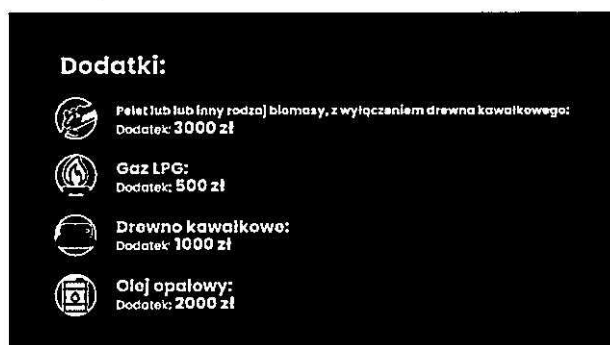 Dodatki:
Pelet lub lub inny rodzaj biomasy, z wyłączeniem drewna kawałkowego:
Dodatek: 3000 zł
Gaz LPG:
Dodatek: 500 zł
Drewno kawałkowe:
Dodatek: 1000 zł
Olej opałowy:
Dodatek: 2000 zł